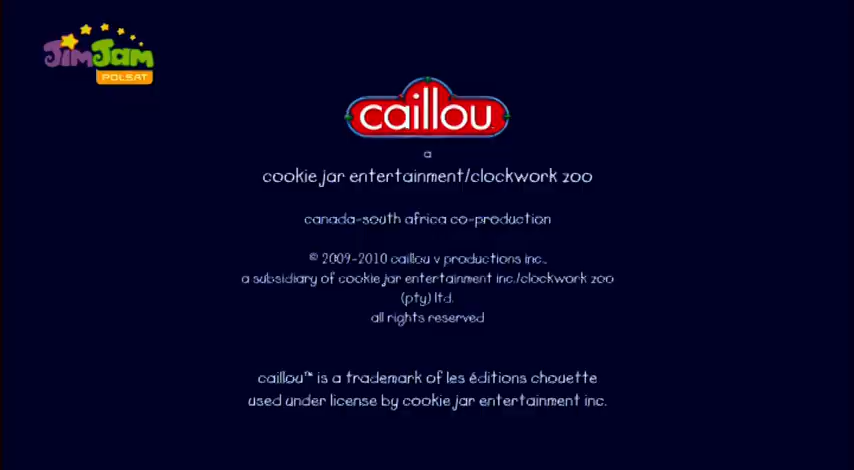 JimJam
POLSAT
caillou
a
cookie jar entertainment/clockwork zoo
canada-south africa co-production
© 2009-2010 caillou v productions inc.,
a subsidiary of cookie jar entertainment inc./clockwork zoo
(pty) ltd.
all rights reserved
caillou™ is a trademark of les éditions chouette
used under license by cookie jar entertainment inc.